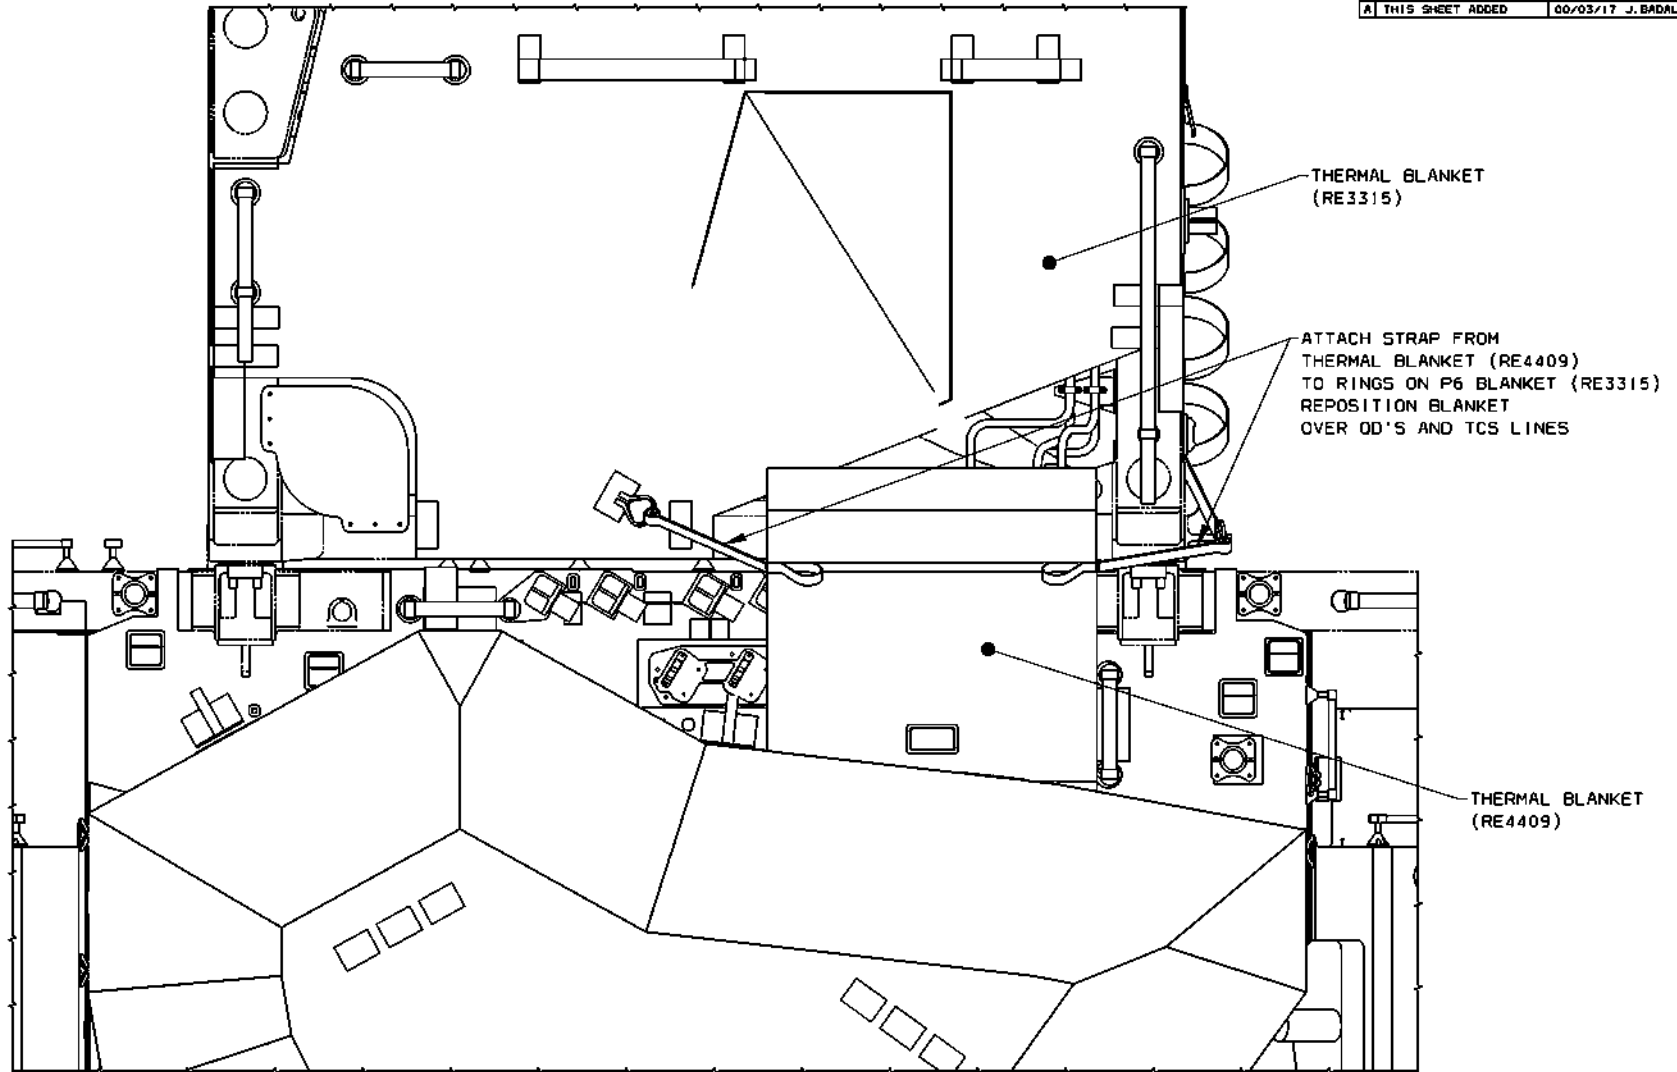 A THIS SHEET ADDED 00/03/17 J.BADAL
THERMAL BLANKET
(RE3315)
ATTACH STRAP FROM
THERMAL BLANKET (RE4409)
TO RINGS ON P6 BLANKET (RE3315)
REPOSITION BLANKET
OVER QD'S AND TCS LINES
THERMAL BLANKET
(RE4409)